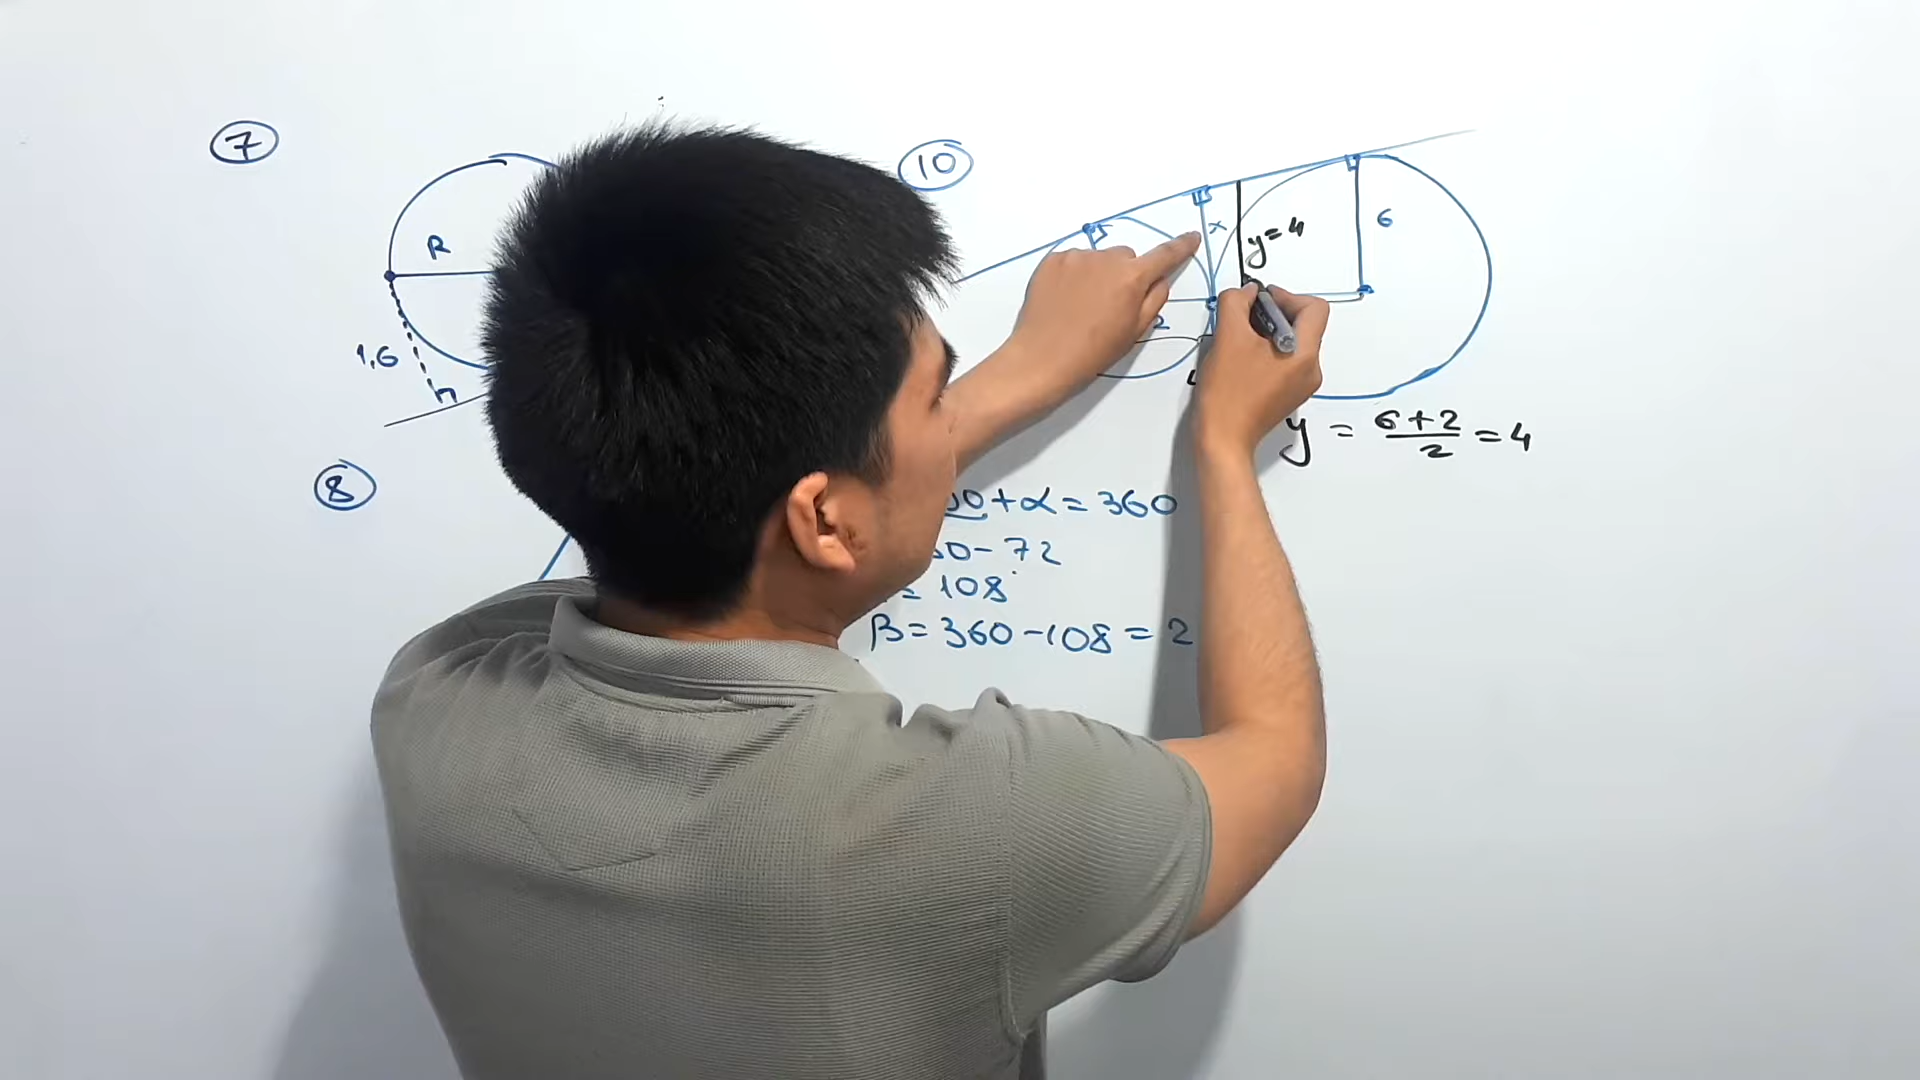 7
R
1,6
8
10
x
y=4
6
2
y = 6+2/2 = 4
+α=360
0-72
= 108
β=360-108=2